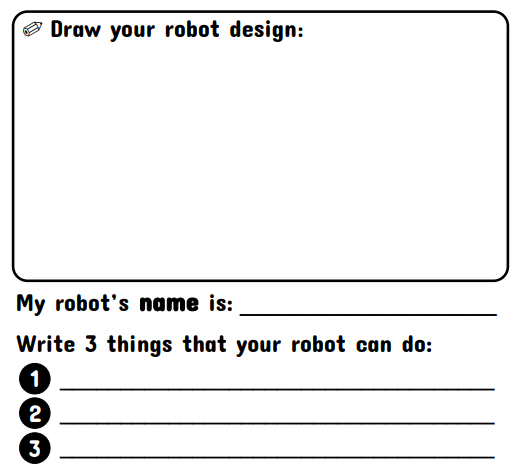 Draw your robot design:
My robot's name is:
Write 3 things that your robot can do:
1
2
3